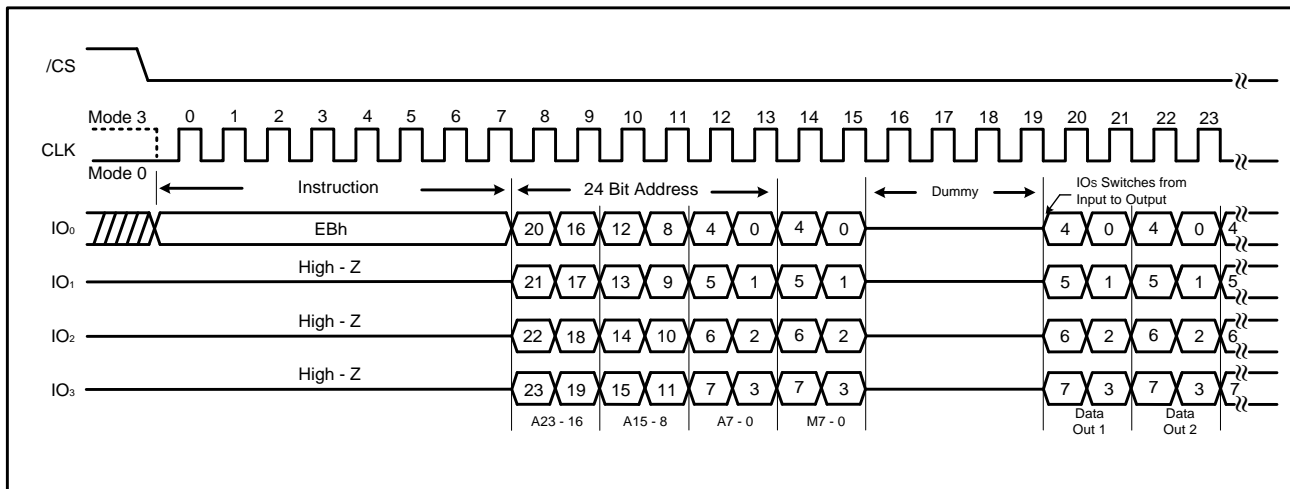 /CS
Mode 3 0 1 2 3 4 5 6 7 8 9 10 11 12 13 14 15 16 17 18 19 20 21 22 23
CLK
Mode 0
Instruction 24 Bit Address Dummy IOs Switches from
Input to Output
IO₀ EBh 20 16 12 8 4 0 4 0 4 0 4 0 4
High - Z
IO₁ 21 17 13 9 5 1 5 1 5 1 5 1 5
High - Z
IO₂ 22 18 14 10 6 2 6 2 6 2 6 2 6
High - Z
IO₃ 23 19 15 11 7 3 7 3 7 3 7 3 7
A23 - 16 A15 - 8 A7 - 0 M7 - 0 Data Data
Out 1 Out 2